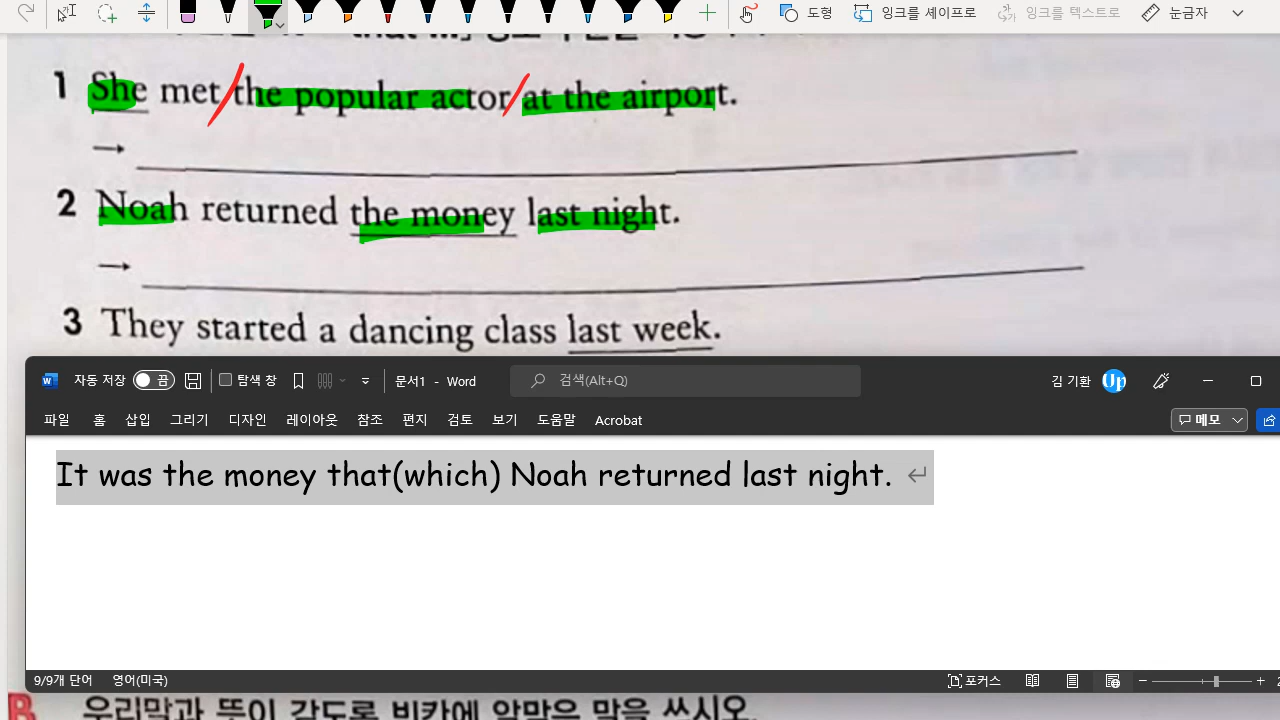 도형 잉크를 셰이프로 잉크를 텍스트로 눈금자
1 She met the popular actor at the airport.
→
2 Noah returned the money last night.
→
3 They started a dancing class last week.
자동 저장 끔 탐색 창 문서1 - Word 검색(Alt+Q) 김 기환 Up
파일 홈 삽입 그리기 디자인 레이아웃 참조 편지 검토 보기 도움말 Acrobat 메모
It was the money that(which) Noah returned last night.
9/9개 단어 영어(미국) 포커스
B 우리말과 뜻이 같도록 빈칸에 알맞은 말을 쓰시오.